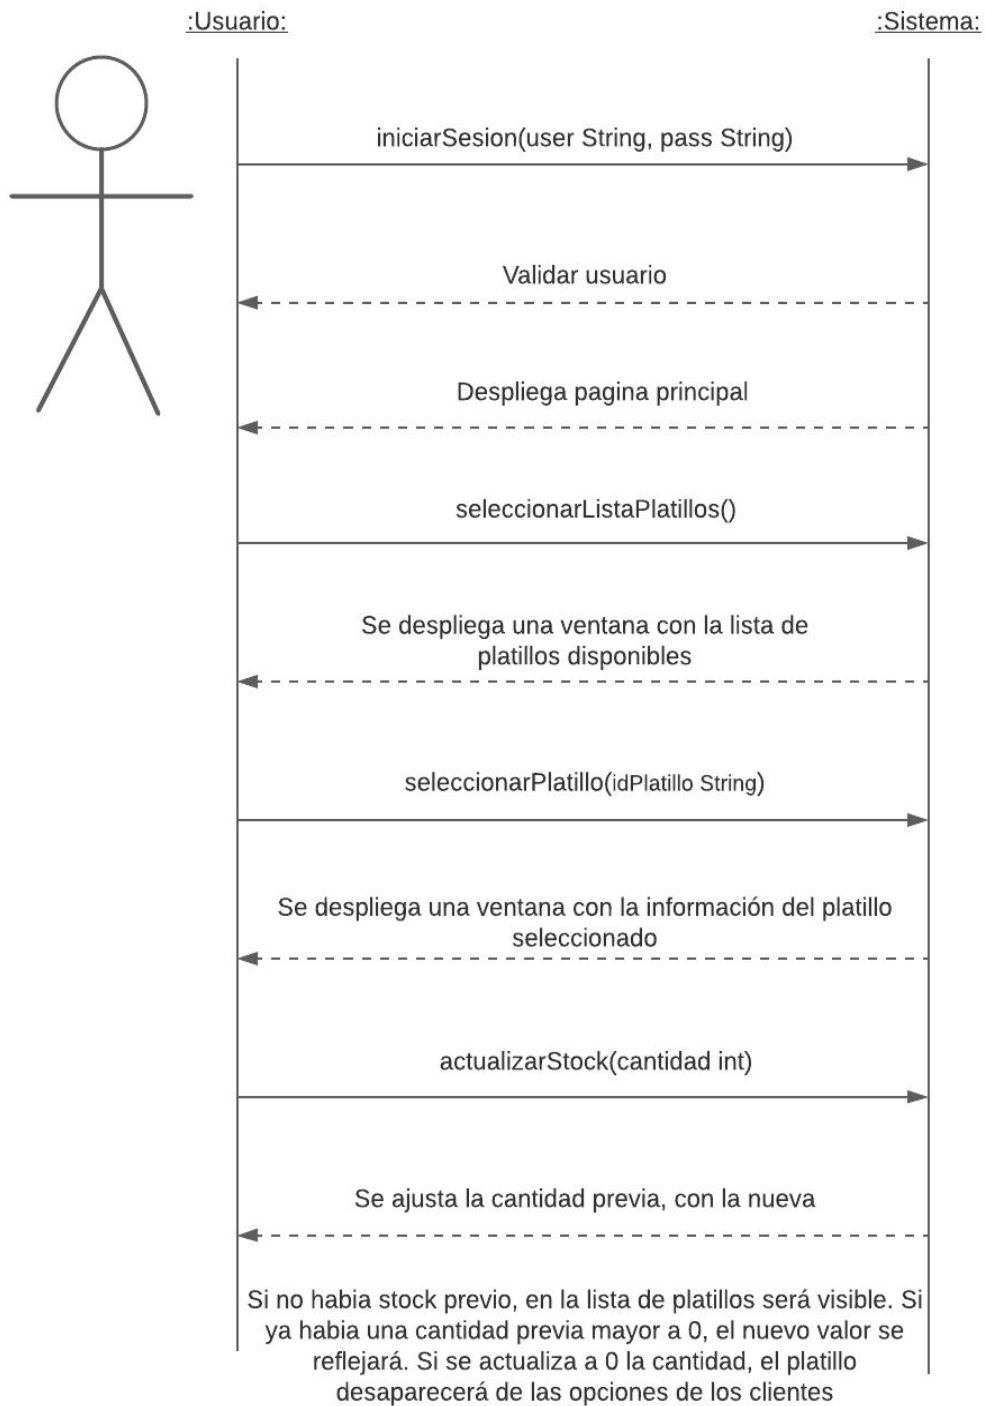 :Usuario:
:Sistema:
iniciarSesion(user String, pass String)
Validar usuario
Despliega pagina principal
seleccionarListaPlatillos()
Se despliega una ventana con la lista de
platillos disponibles
seleccionarPlatillo(idPlatillo String)
Se despliega una ventana con la información del platillo
seleccionado
actualizarStock(cantidad int)
Se ajusta la cantidad previa, con la nueva
Si no habia stock previo, en la lista de platillos será visible. Si
ya habia una cantidad previa mayor a 0, el nuevo valor se
reflejará. Si se actualiza a 0 la cantidad, el platillo
desaparecerá de las opciones de los clientes